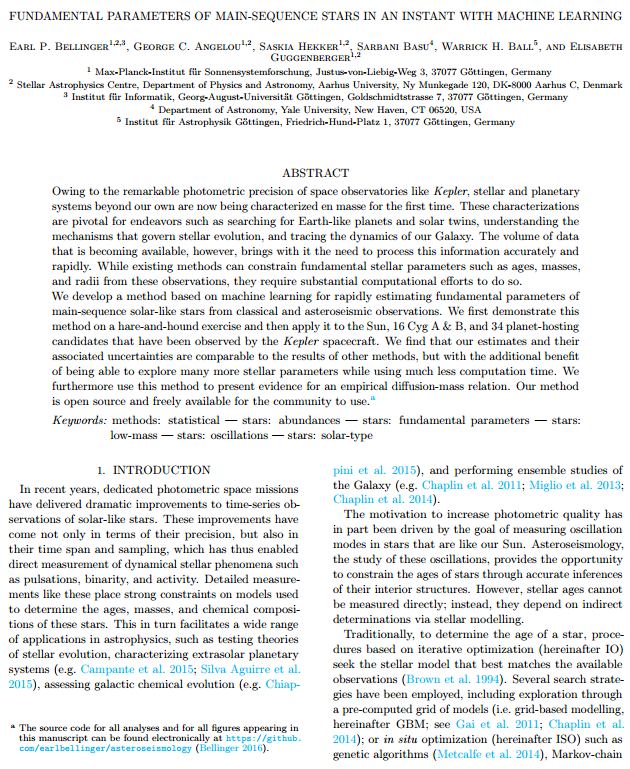 FUNDAMENTAL PARAMETERS OF MAIN-SEQUENCE STARS IN AN INSTANT WITH MACHINE LEARNING
Earl P. Bellinger1,2,3, George C. Angelou1,2, Saskia Hekker1,2, Sarbani Basu4, Warrick H. Ball5, and Elisabeth
Guggenberger1,2
1 Max-Planck-Institut für Sonnensystemforschung, Justus-von-Liebig-Weg 3, 37077 Göttingen, Germany
2 Stellar Astrophysics Centre, Department of Physics and Astronomy, Aarhus University, Ny Munkegade 120, DK-8000 Aarhus C, Denmark
3 Institut für Informatik, Georg-August-Universität Göttingen, Goldschmidtstrasse 7, 37077 Göttingen, Germany
4 Department of Astronomy, Yale University, New Haven, CT 06520, USA
5 Institut für Astrophysik Göttingen, Friedrich-Hund-Platz 1, 37077 Göttingen, Germany
ABSTRACT
Owing to the remarkable photometric precision of space observatories like Kepler, stellar and planetary
systems beyond our own are now being characterized en masse for the first time. These characterizations
are pivotal for endeavors such as searching for Earth-like planets and solar twins, understanding the
mechanisms that govern stellar evolution, and tracing the dynamics of our Galaxy. The volume of data
that is becoming available, however, brings with it the need to process this information accurately and
rapidly. While existing methods can constrain fundamental stellar parameters such as ages, masses,
and radii from these observations, they require substantial computational efforts to do so.
We develop a method based on machine learning for rapidly estimating fundamental parameters of
main-sequence solar-like stars from classical and asteroseismic observations. We first demonstrate this
method on a hare-and-hound exercise and then apply it to the Sun, 16 Cyg A & B, and 34 planet-hosting
candidates that have been observed by the Kepler spacecraft. We find that our estimates and their
associated uncertainties are comparable to the results of other methods, but with the additional benefit
of being able to explore many more stellar parameters while using much less computation time. We
furthermore use this method to present evidence for an empirical diffusion-mass relation. Our method
is open source and freely available for the community to use.a
Keywords: methods: statistical — stars: abundances — stars: fundamental parameters — stars:
low-mass — stars: oscillations — stars: solar-type
1. INTRODUCTION
In recent years, dedicated photometric space missions
have delivered dramatic improvements to time-series ob-
servations of solar-like stars. These improvements have
come not only in terms of their precision, but also in
their time span and sampling, which has thus enabled
direct measurement of dynamical stellar phenomena such
as pulsations, binarity, and activity. Detailed measure-
ments like these place strong constraints on models used
to determine the ages, masses, and chemical composi-
tions of these stars. This in turn facilitates a wide range
of applications in astrophysics, such as testing theories
of stellar evolution, characterizing extrasolar planetary
systems (e.g. Campante et al. 2015; Silva Aguirre et al.
2015), assessing galactic chemical evolution (e.g. Chiap-
a The source code for all analyses and for all figures appearing in
this manuscript can be found electronically at https://github.
com/earlbellinger/asteroseismology (Bellinger 2016).
pini et al. 2015), and performing ensemble studies of
the Galaxy (e.g. Chaplin et al. 2011; Miglio et al. 2013;
Chaplin et al. 2014).
The motivation to increase photometric quality has
in part been driven by the goal of measuring oscillation
modes in stars that are like our Sun. Asteroseismology,
the study of these oscillations, provides the opportunity
to constrain the ages of stars through accurate inferences
of their interior structures. However, stellar ages cannot
be measured directly; instead, they depend on indirect
determinations via stellar modelling.
Traditionally, to determine the age of a star, proce-
dures based on iterative optimization (hereinafter IO)
seek the stellar model that best matches the available
observations (Brown et al. 1994). Several search strate-
gies have been employed, including exploration through
a pre-computed grid of models (i.e. grid-based modelling,
hereinafter GBM; see Gai et al. 2011; Chaplin et al.
2014); or in situ optimization (hereinafter ISO) such as
genetic algorithms (Metcalfe et al. 2014), Markov-chain